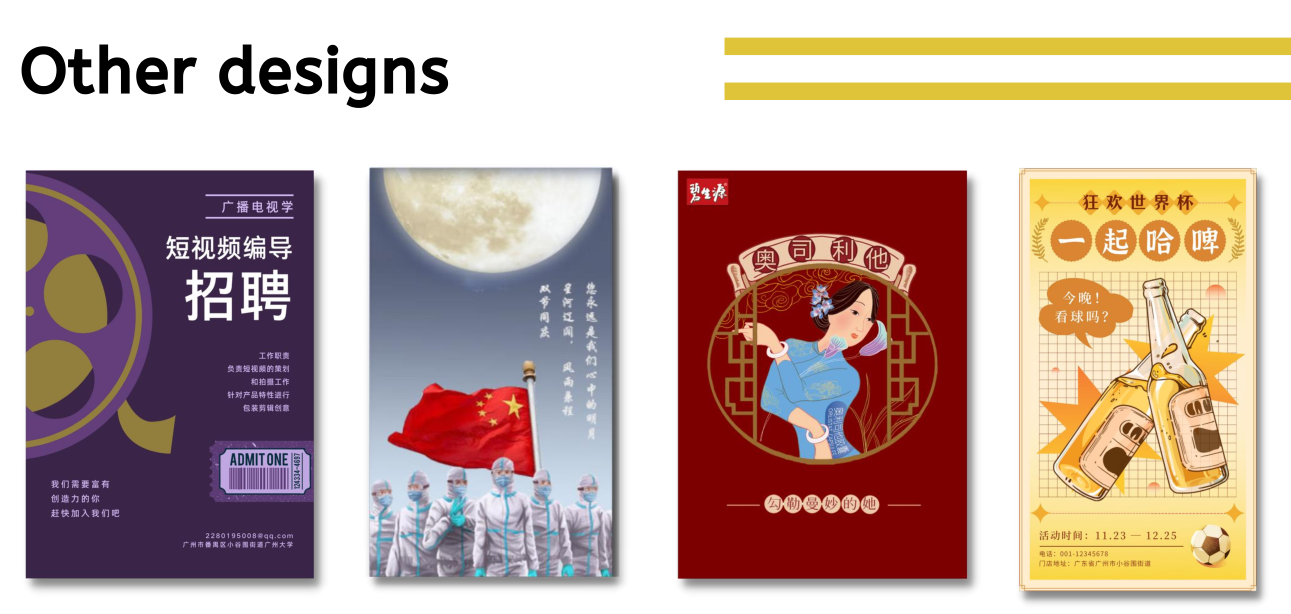 Other designs
广播电视学
短视频编导
招聘
工作职责
负责短视频的策划
和拍摄工作
针对产品特性进行
包装剪辑创意
ADMIT ONE
124334-4697
我们需要富有
创造力的你
赶快加入我们吧
2280195008@qq.com
广州市番禺区小谷围街道广州大学
您永远是我们心中的明月
星河辽阔， 风雨兼程
双节同庆
碧生源
奥司利他
勾勒曼妙的她
狂欢世界杯
一起哈啤
今晚！
看球吗？
活动时间：11.23 — 12.25
电话：001-12345678
门店地址：广东省广州市小谷围街道